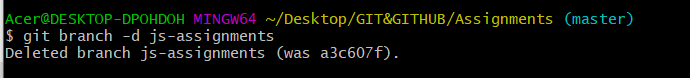 Acer@DESKTOP-DPOHDOH MINGW64 ~/Desktop/GIT&GITHUB/Assignments (master)
$ git branch -d js-assignments
Deleted branch js-assignments (was a3c607f).